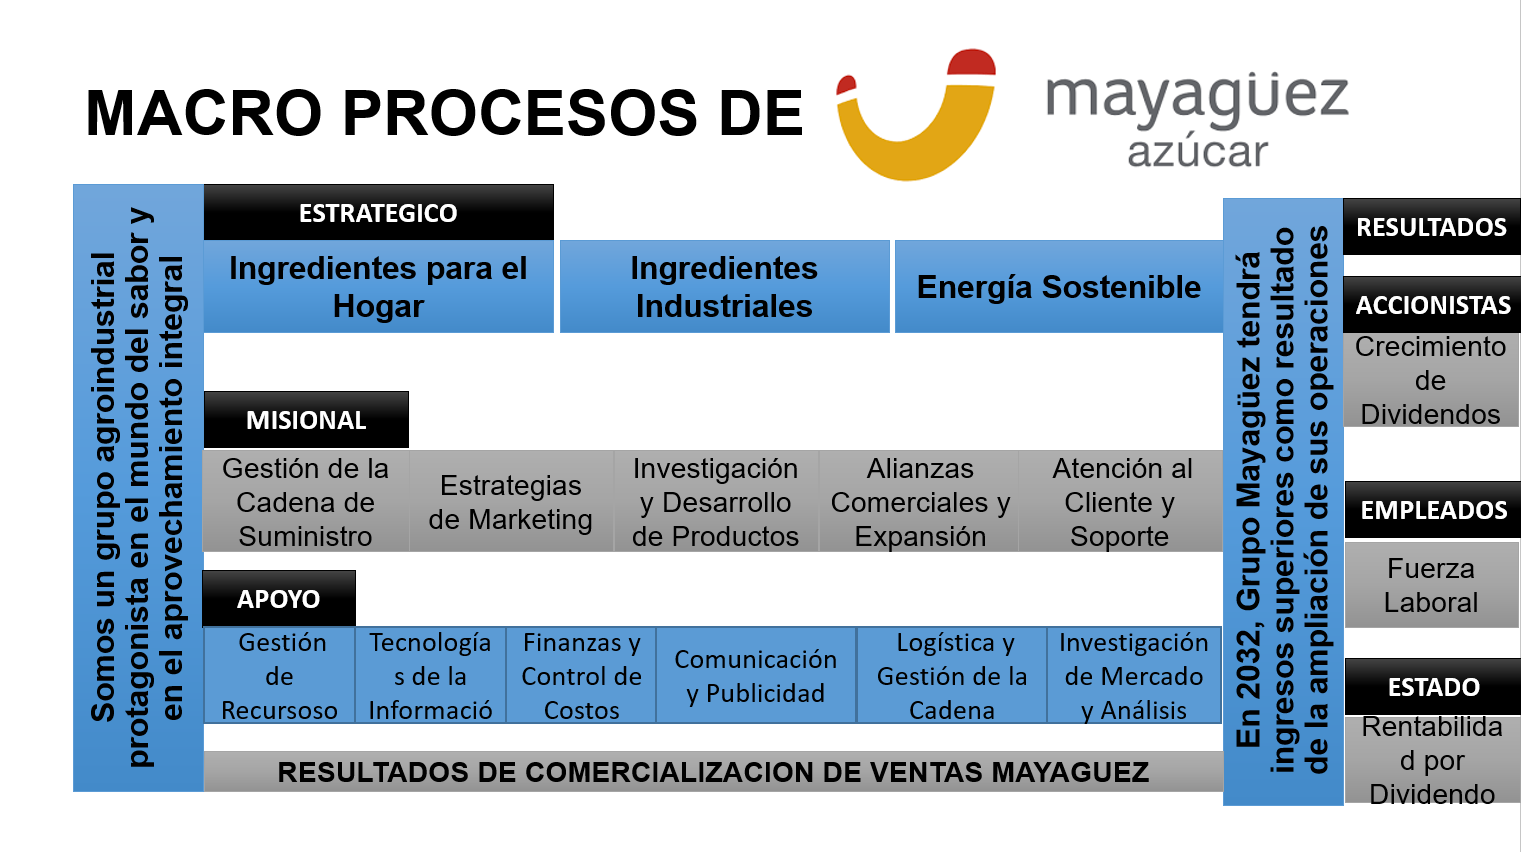 MACRO PROCESOS DE
mayagüez
azúcar
Somos un grupo agroindustrial
protagonista en el mundo del sabor y
en el aprovechamiento integral
ESTRATEGICO
Ingredientes para el
Hogar
Ingredientes
Industriales
Energía Sostenible
MISIONAL
Gestión de la
Cadena de
Suministro
Estrategias
de Marketing
Investigación
y Desarrollo
de Productos
Alianzas
Comerciales y
Expansión
Atención al
Cliente y
Soporte
APOYO
Gestión
de
Recursoso
Tecnología
s de la
Informació
Finanzas y
Control de
Costos
Comunicación
y Publicidad
Logística y
Gestión de la
Cadena
Investigación
de Mercado
y Análisis
RESULTADOS DE COMERCIALIZACION DE VENTAS MAYAGUEZ
En 2032, Grupo Mayagüez tendrá
ingresos superiores como resultado
de la ampliación de sus operaciones
RESULTADOS
ACCIONISTAS
Crecimiento
de
Dividendos
EMPLEADOS
Fuerza
Laboral
ESTADO
Rentabilida
d por
Dividendo